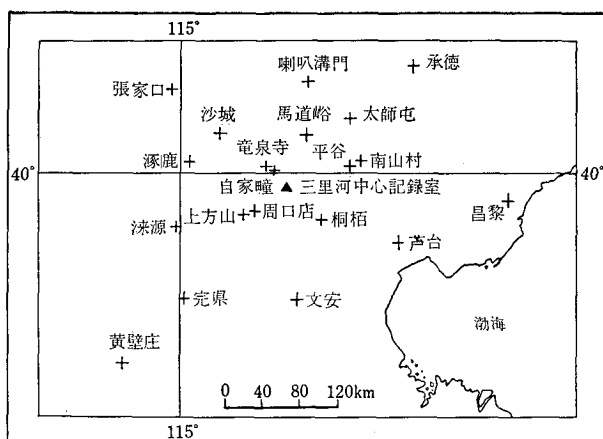 115°
喇叭溝門
承徳
張家口
沙城
馬道峪
太師屯
竜泉寺
平谷
涿鹿
南山村
40°
40°
自家疃
三里河中心記録室
昌黎
淶源
上方山
周口店
桐栢
芦台
完県
文安
渤海
黄壁庄
0 40 80 120km
115°